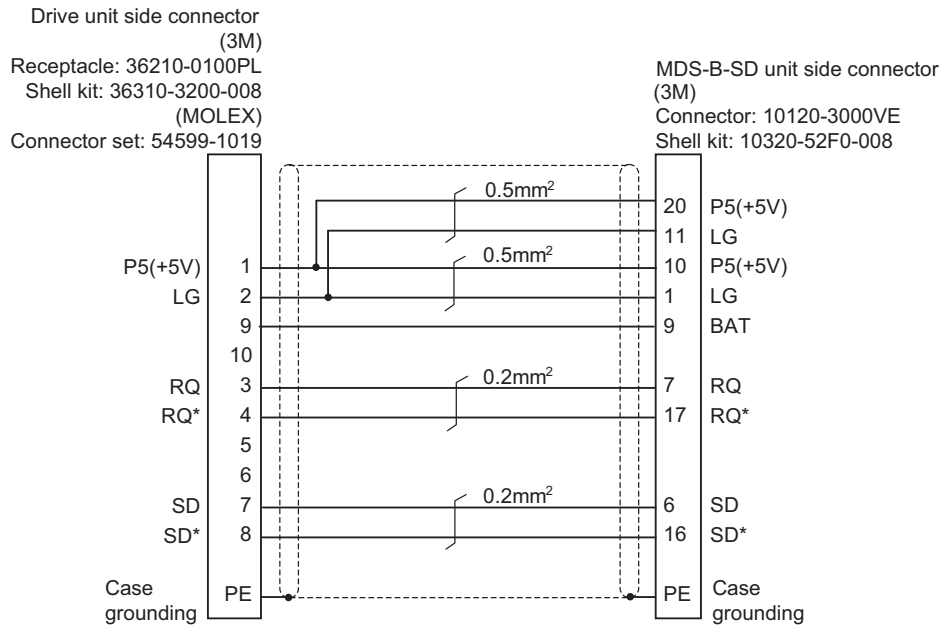 Drive unit side connector
(3M)
Receptacle: 36210-0100PL
Shell kit: 36310-3200-008
(MOLEX)
Connector set: 54599-1019
MDS-B-SD unit side connector
(3M)
Connector: 10120-3000VE
Shell kit: 10320-52F0-008
0.5mm²
20 P5(+5V)
11 LG
0.5mm²
P5(+5V) 1 10 P5(+5V)
LG 2 1 LG
9 9 BAT
10
0.2mm²
RQ 3 7 RQ
RQ* 4 17 RQ*
5
6
0.2mm²
SD 7 6 SD
SD* 8 16 SD*
Case grounding PE PE Case grounding